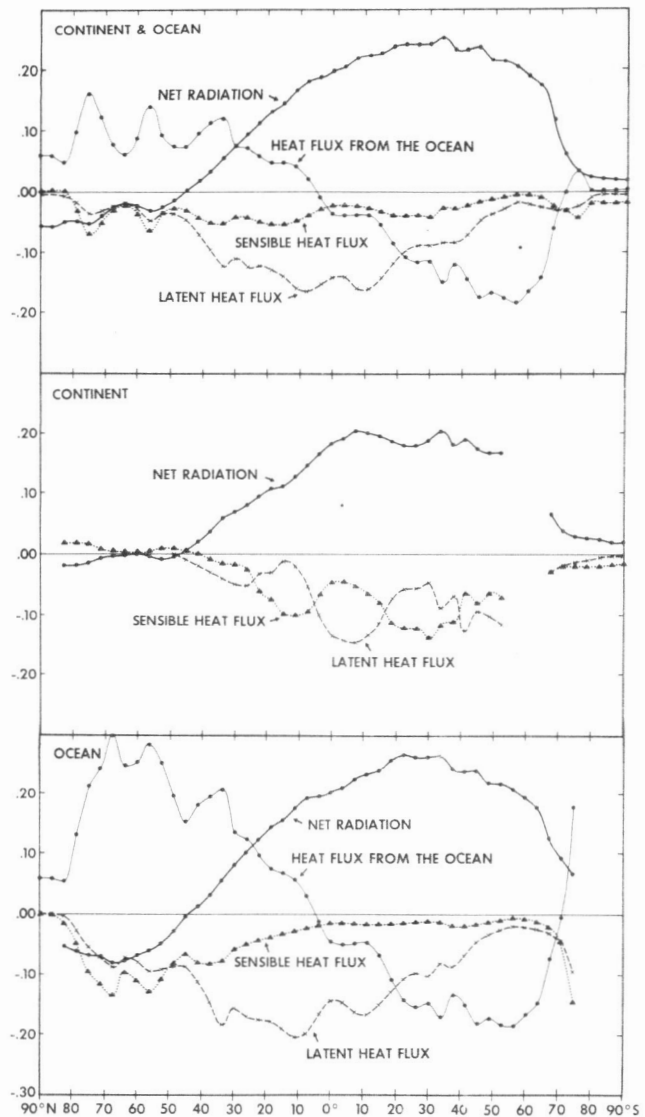 CONTINENT & OCEAN
.20
NET RADIATION
.10
HEAT FLUX FROM THE OCEAN
.00
SENSIBLE HEAT FLUX
-.10
LATENT HEAT FLUX
-.20
CONTINENT
.20
NET RADIATION
.10
.00
SENSIBLE HEAT FLUX
-.10
LATENT HEAT FLUX
-.20
OCEAN
.20
NET RADIATION
.10
HEAT FLUX FROM THE OCEAN
.00
SENSIBLE HEAT FLUX
-.10
-.20
LATENT HEAT FLUX
-.30
90°N 80 70 60 50 40 30 20 10 0° 10 20 30 40 50 60 70 80 90°S